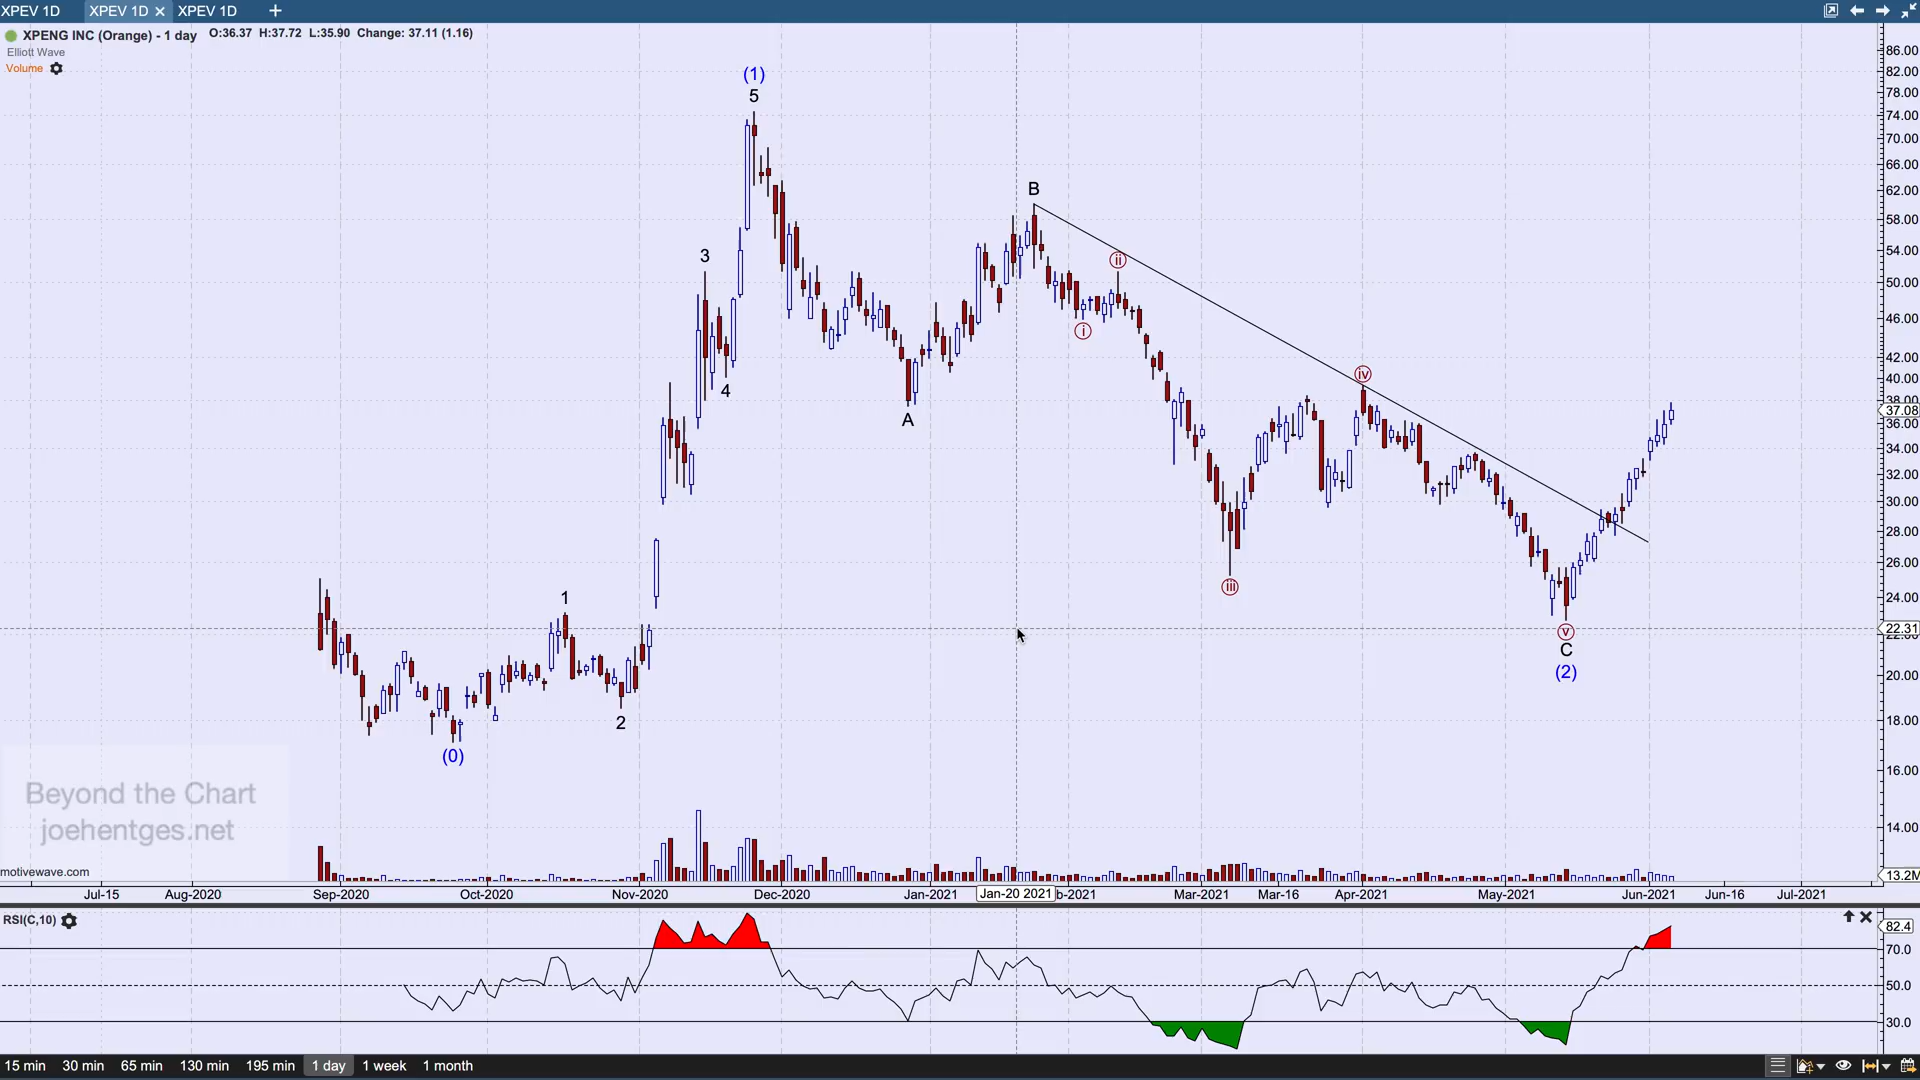 XPEV 1D XPEV 1D ✕ XPEV 1D +
XPENG INC (Orange) - 1 day O:36.37 H:37.72 L:35.90 Change: 37.11 (1.16)
Elliott Wave
Volume
(1)
5
3
4
1
2
(0)
A
B
ii
i
iv
iii
v
C
(2)
86.00
82.00
78.00
74.00
70.00
66.00
62.00
58.00
54.00
50.00
46.00
42.00
40.00
38.00
37.08
36.00
34.00
32.00
30.00
28.00
26.00
24.00
22.31
20.00
18.00
16.00
14.00
13.2M
Beyond the Chart
joehentges.net
motivewave.com
Jul-15 Aug-2020 Sep-2020 Oct-2020 Nov-2020 Dec-2020 Jan-2021 Jan-20 2021 b-2021 Mar-2021 Mar-16 Apr-2021 May-2021 Jun-2021 Jun-16 Jul-2021
RSI(C,10)
82.4
70.0
50.0
30.0
15 min 30 min 65 min 130 min 195 min 1 day 1 week 1 month